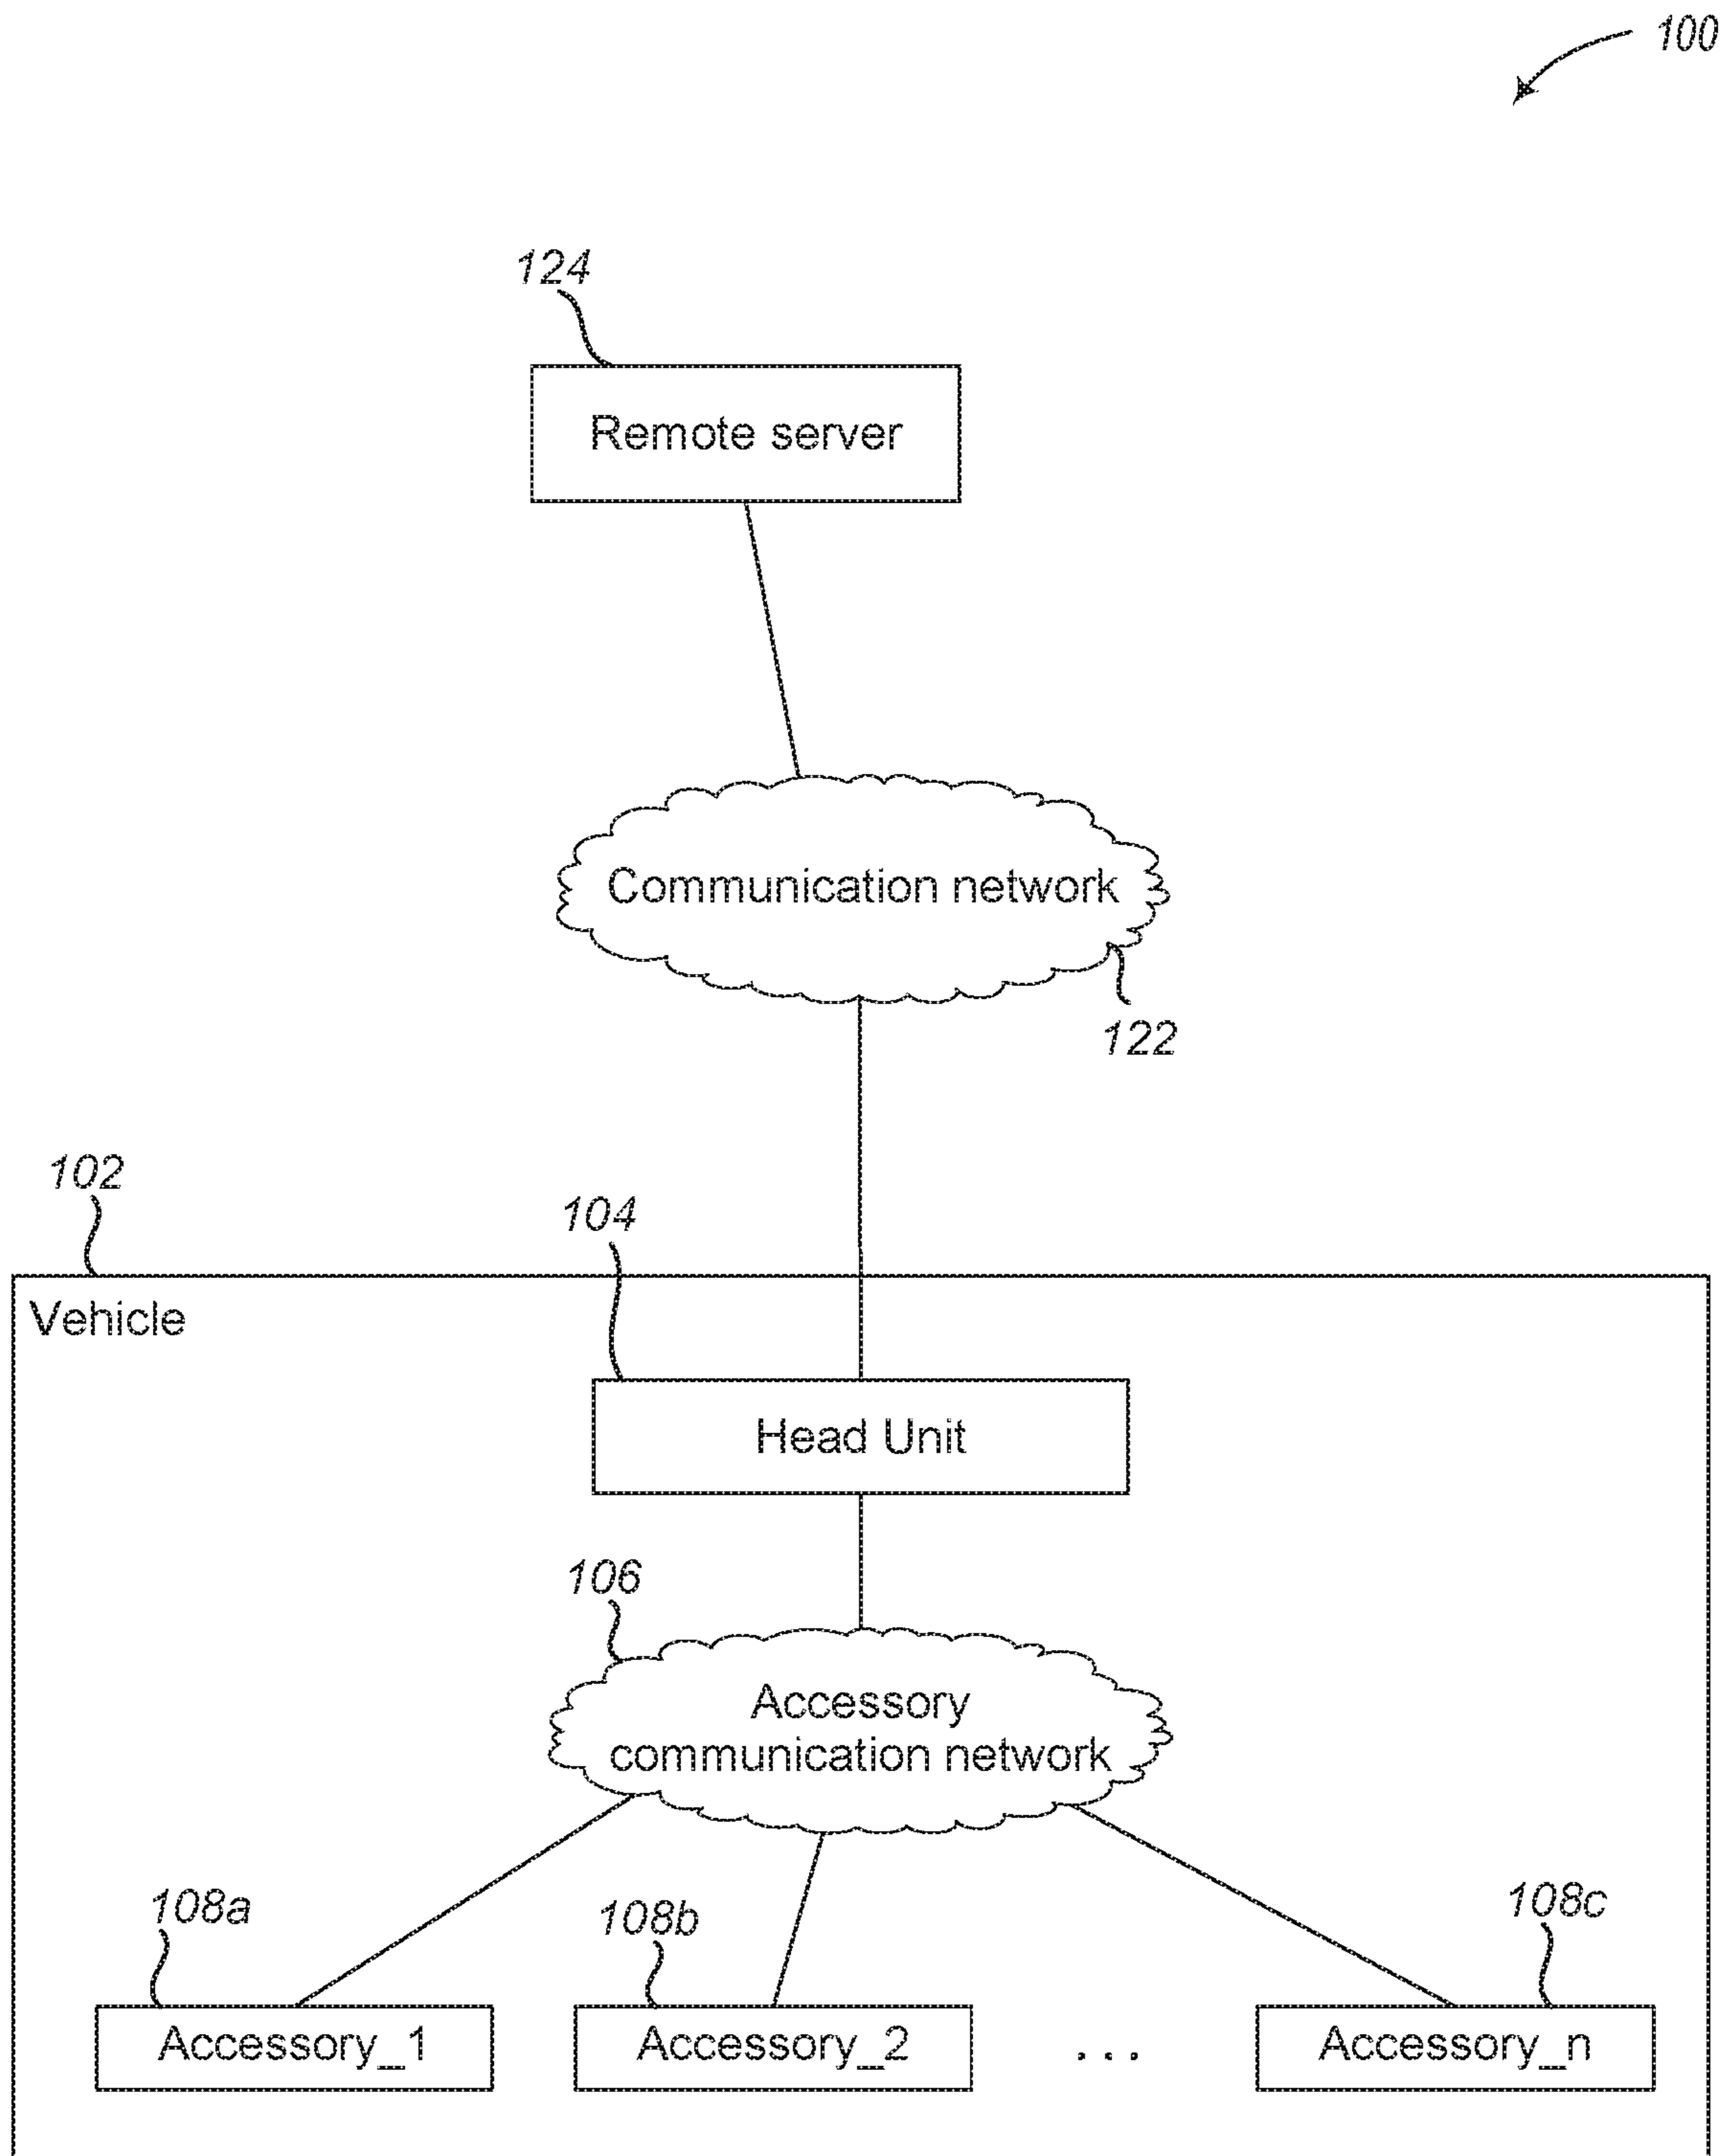 100
124
Remote server
Communication network
122
102
104
Vehicle
Head Unit
106
Accessory
communication network
108a
108b
108c
Accessory_1
Accessory_2
...
Accessory_n